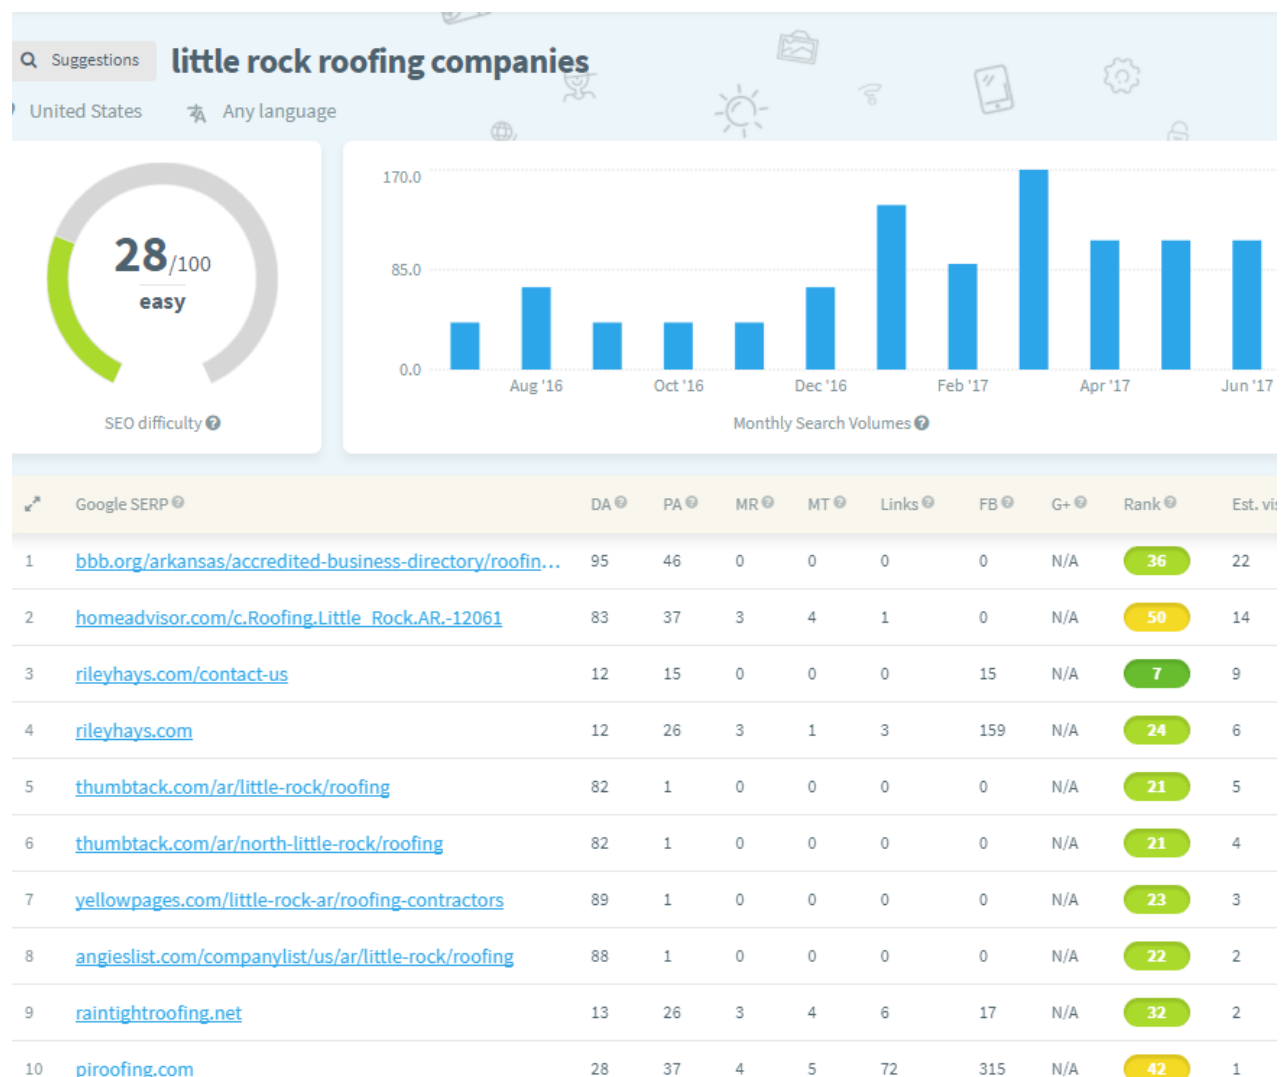 Suggestions little rock roofing companies
United States Any language
28/100
easy
SEO difficulty
170.0
85.0
0.0
Aug '16 Oct '16 Dec '16 Feb '17 Apr '17 Jun '17
Monthly Search Volumes
Google SERP DA PA MR MT Links FB G+ Rank Est. vis
1 bbb.org/arkansas/accredited-business-directory/roofin... 95 46 0 0 0 0 N/A 36 22
2 homeadvisor.com/c.Roofing.Little_Rock.AR.-12061 83 37 3 4 1 0 N/A 50 14
3 rileyhays.com/contact-us 12 15 0 0 0 15 N/A 7 9
4 rileyhays.com 12 26 3 1 3 159 N/A 24 6
5 thumbtack.com/ar/little-rock/roofing 82 1 0 0 0 0 N/A 21 5
6 thumbtack.com/ar/north-little-rock/roofing 82 1 0 0 0 0 N/A 21 4
7 yellowpages.com/little-rock-ar/roofing-contractors 89 1 0 0 0 0 N/A 23 3
8 angieslist.com/companylist/us/ar/little-rock/roofing 88 1 0 0 0 0 N/A 22 2
9 raintightroofing.net 13 26 3 4 6 17 N/A 32 2
10 piroofing.com 28 37 4 5 72 315 N/A 42 1